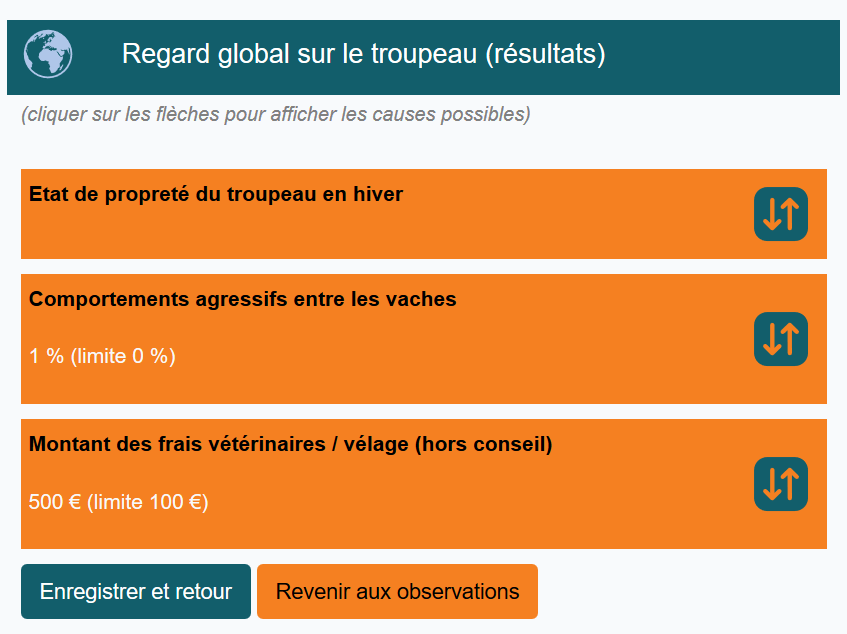 Regard global sur le troupeau (résultats)
(cliquer sur les flèches pour afficher les causes possibles)
Etat de propreté du troupeau en hiver
Comportements agressifs entre les vaches
1 % (limite 0 %)
Montant des frais vétérinaires / vélage (hors conseil)
500 € (limite 100 €)
Enregistrer et retour
Revenir aux observations